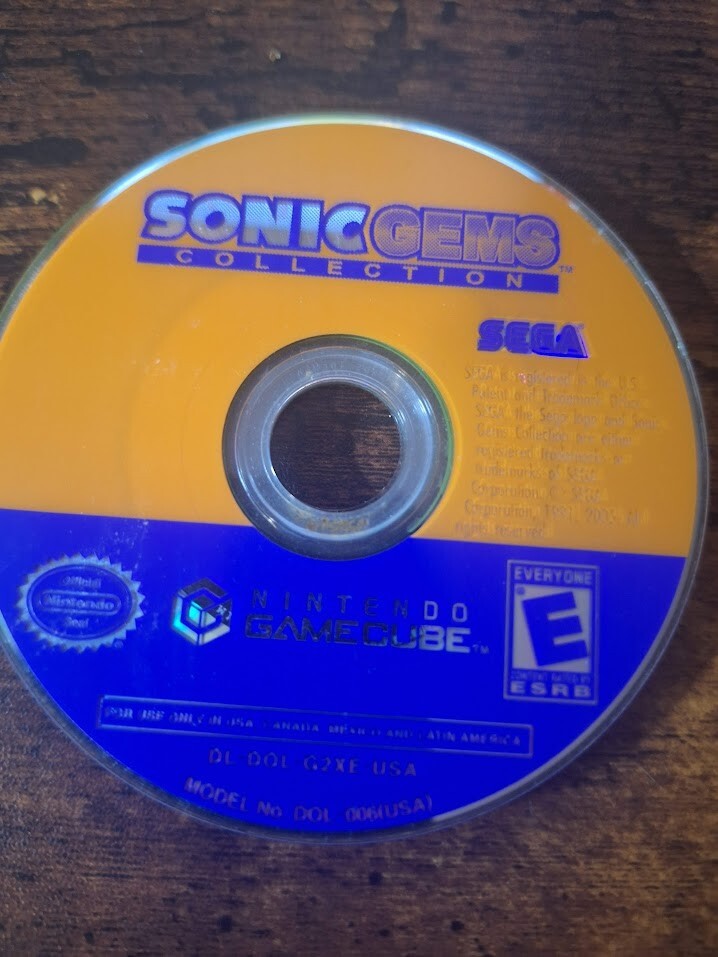 SONIC GEMS ™
COLLECTION
SEGA
SEGA is registered in the U.S.
Patent and Trademark Office.
SEGA, the Sega logo and Sonic
Gems Collection are either
registered trademarks or
trademarks of SEGA
Corporation. © SEGA
Corporation, 1991, 2005. All
rights reserved.
Official
Nintendo
Seal
NINTENDO
GAMECUBE™
EVERYONE
E
CONTENT RATED BY
ESRB
FOR USE ONLY IN USA, CANADA, MEXICO AND LATIN AMERICA
DL-DOL-G2XE-USA
MODEL No. DOL-006(USA)